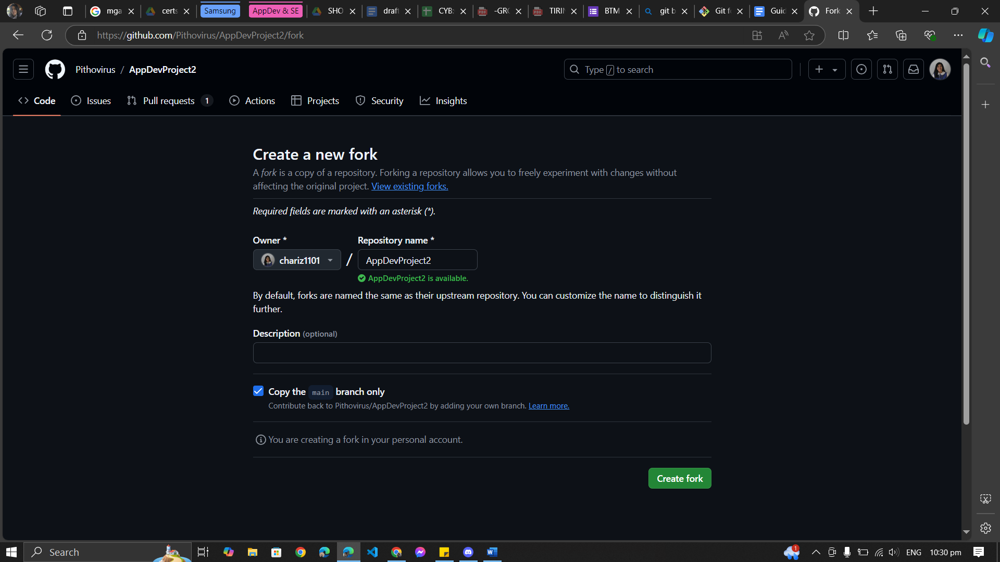 mga
certs
Samsung
AppDev & SE
SHO
draft
CYB:
-GRC
TIRIN
BTM
git b
Git fo
Guid
Fork
https://github.com/Pithovirus/AppDevProject2/fork
Pithovirus / AppDevProject2
Type / to search
Code
Issues
Pull requests 1
Actions
Projects
Security
Insights
Create a new fork
A fork is a copy of a repository. Forking a repository allows you to freely experiment with changes without
affecting the original project. View existing forks.
Required fields are marked with an asterisk (*).
Owner *
Repository name *
chariz1101 / AppDevProject2
AppDevProject2 is available.
By default, forks are named the same as their upstream repository. You can customize the name to distinguish it
further.
Description (optional)
Copy the main branch only
Contribute back to Pithovirus/AppDevProject2 by adding your own branch. Learn more.
You are creating a fork in your personal account.
Create fork
Search
1
ENG
10:30 pm